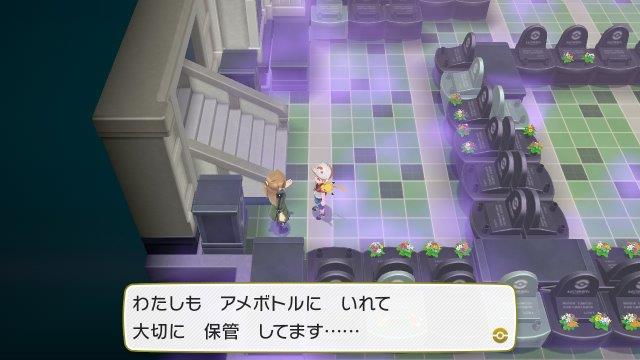 わたしも　アメボトルに　いれて
大切に　保管　してます……